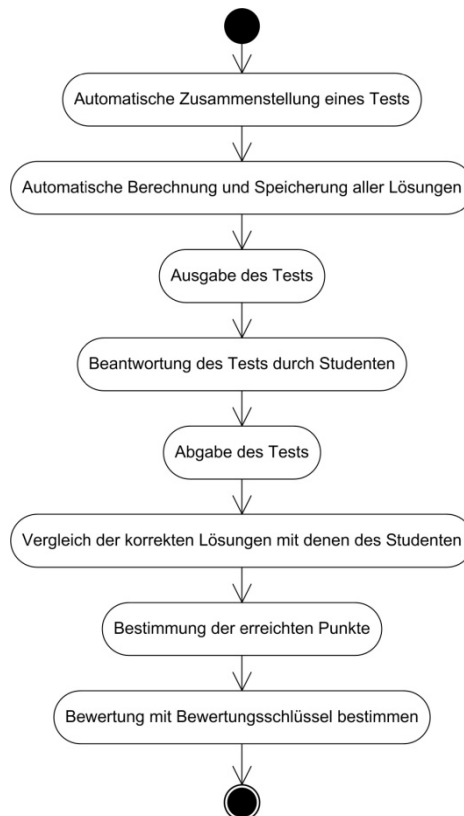 Automatische Zusammenstellung eines Tests
Automatische Berechnung und Speicherung aller Lösungen
Ausgabe des Tests
Beantwortung des Tests durch Studenten
Abgabe des Tests
Vergleich der korrekten Lösungen mit denen des Studenten
Bestimmung der erreichten Punkte
Bewertung mit Bewertungsschlüssel bestimmen